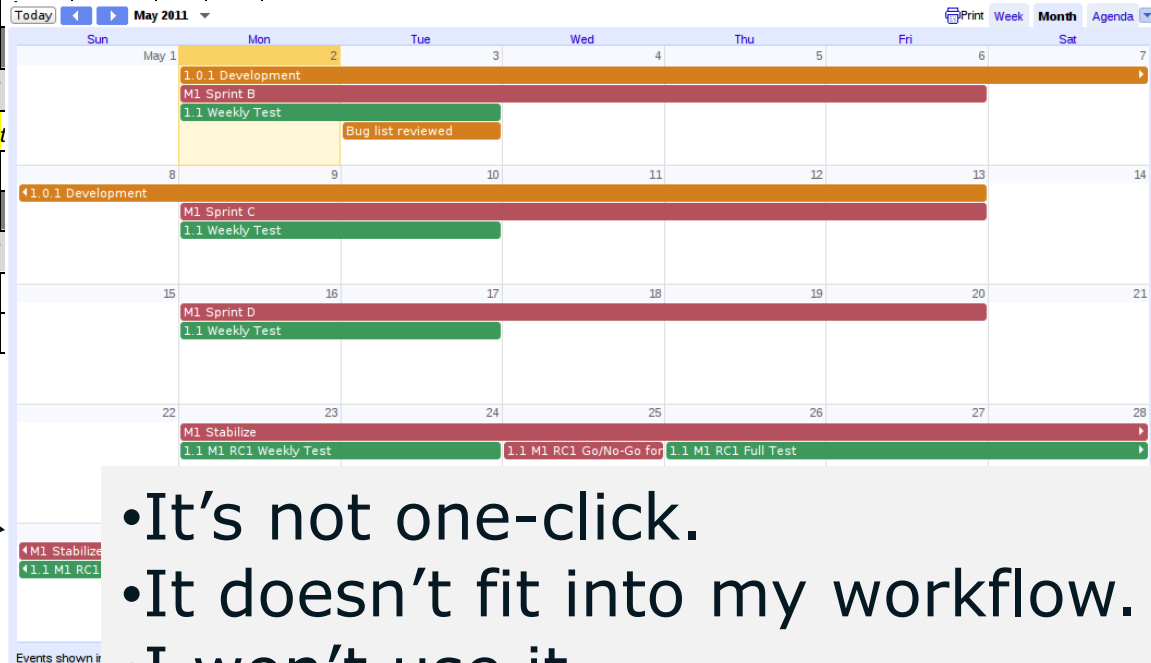 Today May 2011 Print Week Month Agenda
Sun Mon Tue Wed Thu Fri Sat
May 1 2 3 4 5 6 7
1.0.1 Development
M1 Sprint B
1.1 Weekly Test
Bug list reviewed
8 9 10 11 12 13 14
1.0.1 Development
M1 Sprint C
1.1 Weekly Test
15 16 17 18 19 20 21
M1 Sprint D
1.1 Weekly Test
22 23 24 25 26 27 28
M1 Stabilize
1.1 M1 RC1 Weekly Test 1.1 M1 RC1 Go/No-Go for 1.1 M1 RC1 Full Test
M1 Stabilize
1.1 M1 RC1
Events shown
•It’s not one-click.
•It doesn’t fit into my workflow.
•I won’t use it